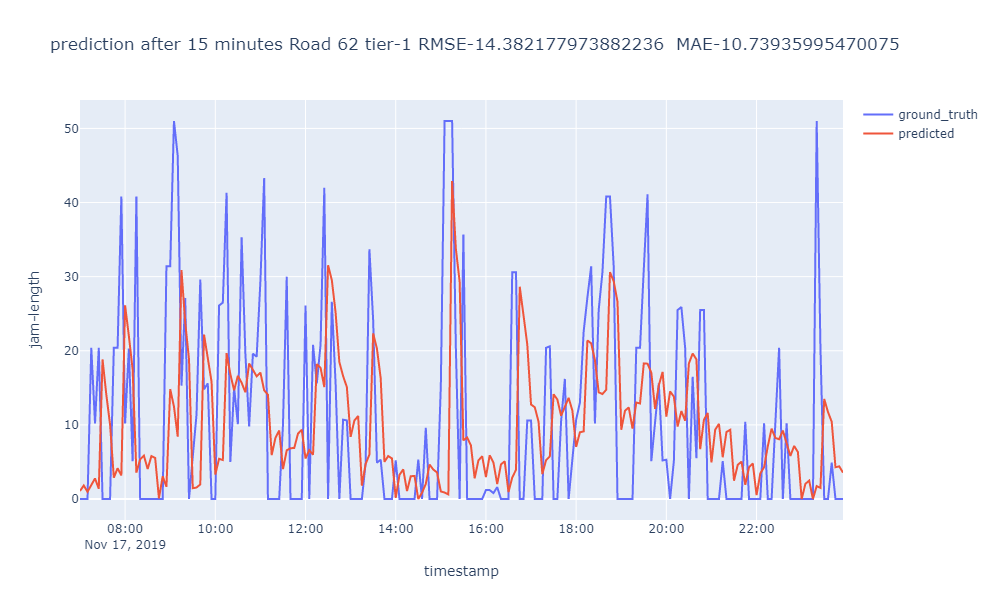 prediction after 15 minutes Road 62 tier-1 RMSE-14.382177973882236  MAE-10.73935995470075
ground_truth
predicted
jam-length
50
40
30
20
10
0
08:00 10:00 12:00 14:00 16:00 18:00 20:00 22:00
Nov 17, 2019
timestamp